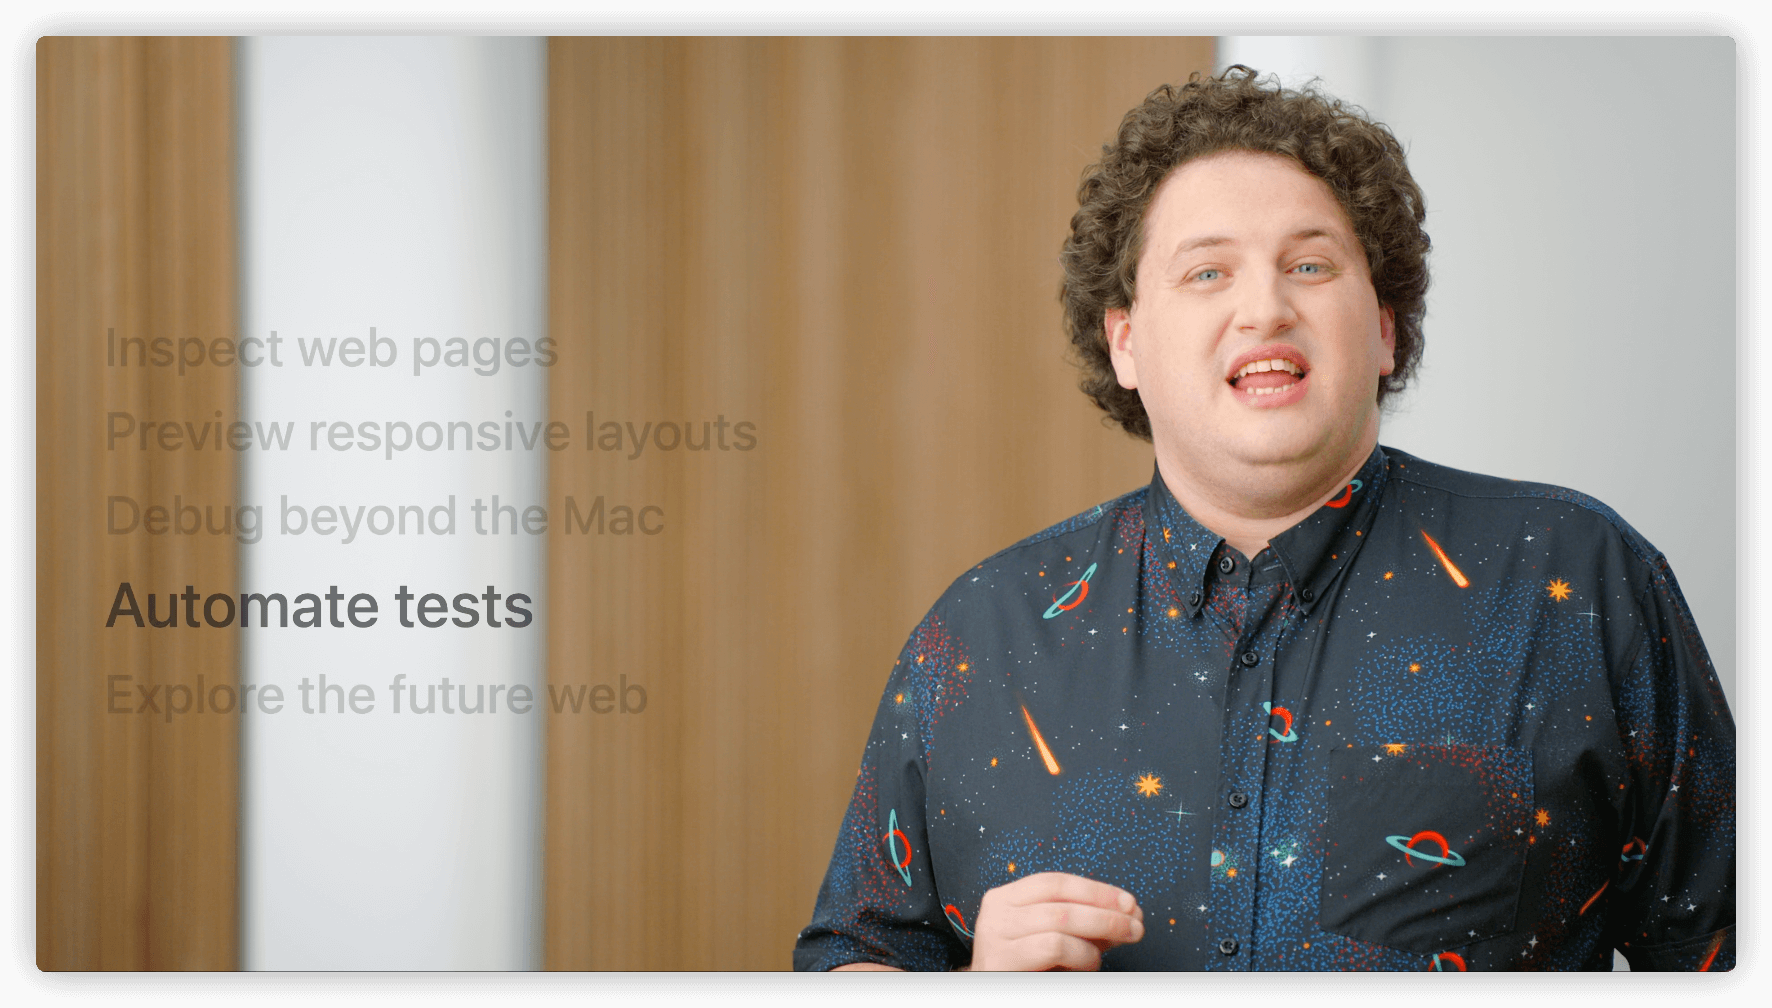 Inspect web pages
Preview responsive layouts
Debug beyond the Mac
Automate tests
Explore the future web